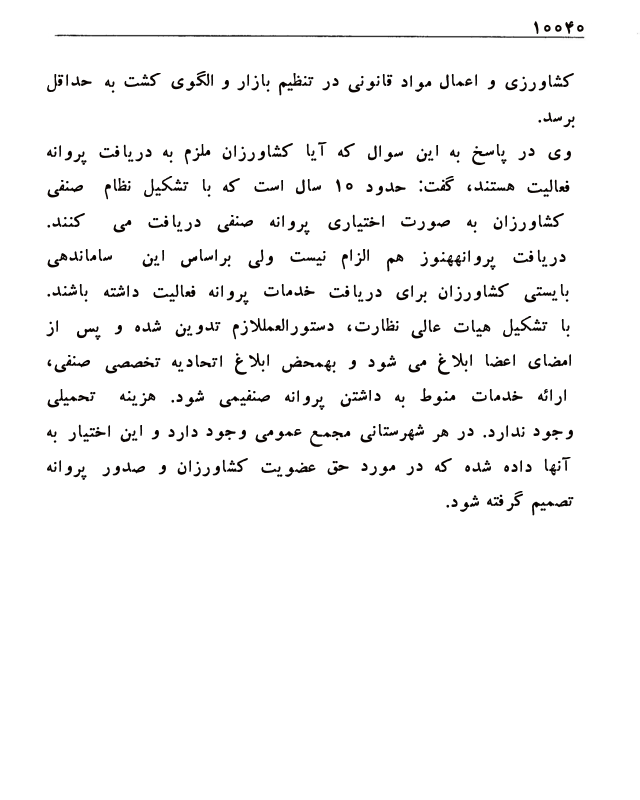 ۱۰۰۴۰
کشاورزی و اعمال مواد قانونی در تنظیم بازار و الگوی کشت به حداقل
برسد.
وی در پاسخ به این سوال که آیا کشاورزان ملزم به دریافت پروانه
فعالیت هستند، گفت: حدود ۱۰ سال است که با تشکیل نظام صنفی
کشاورزان به صورت اختیاری پروانه صنفی دریافت می کنند.
دریافت پروانههنوز هم الزام نیست ولی براساس این ساماندهی
بایستی کشاورزان برای دریافت خدمات پروانه فعالیت داشته باشند.
با تشکیل هیات عالی نظارت، دستورالعمللازم تدوین شده و پس از
امضای اعضا ابلاغ می شود و بهمحض ابلاغ اتحادیه تخصصی صنفی،
ارائه خدمات منوط به داشتن پروانه صنفیمی شود. هزینه تحمیلی
وجود ندارد. در هر شهرستانی مجمع عمومی وجود دارد و این اختیار به
آنها داده شده که در مورد حق عضویت کشاورزان و صدور پروانه
تصمیم گرفته شود.